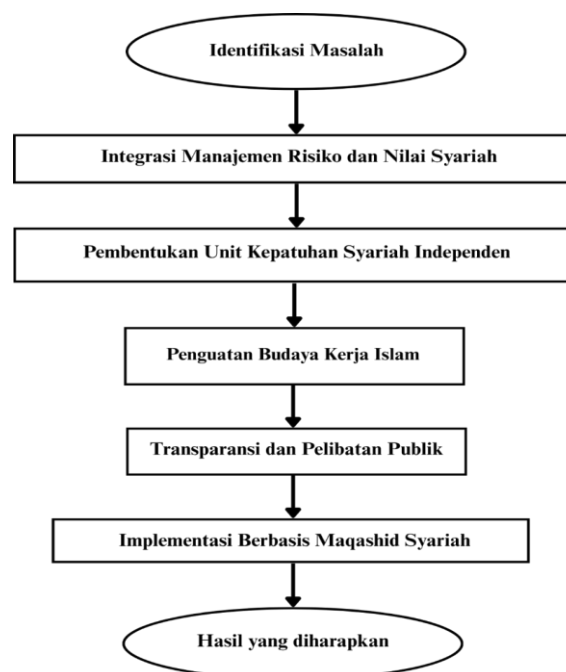 Identifikasi Masalah
Integrasi Manajemen Risiko dan Nilai Syariah
Pembentukan Unit Kepatuhan Syariah Independen
Penguatan Budaya Kerja Islam
Transparansi dan Pelibatan Publik
Implementasi Berbasis Maqashid Syariah
Hasil yang diharapkan